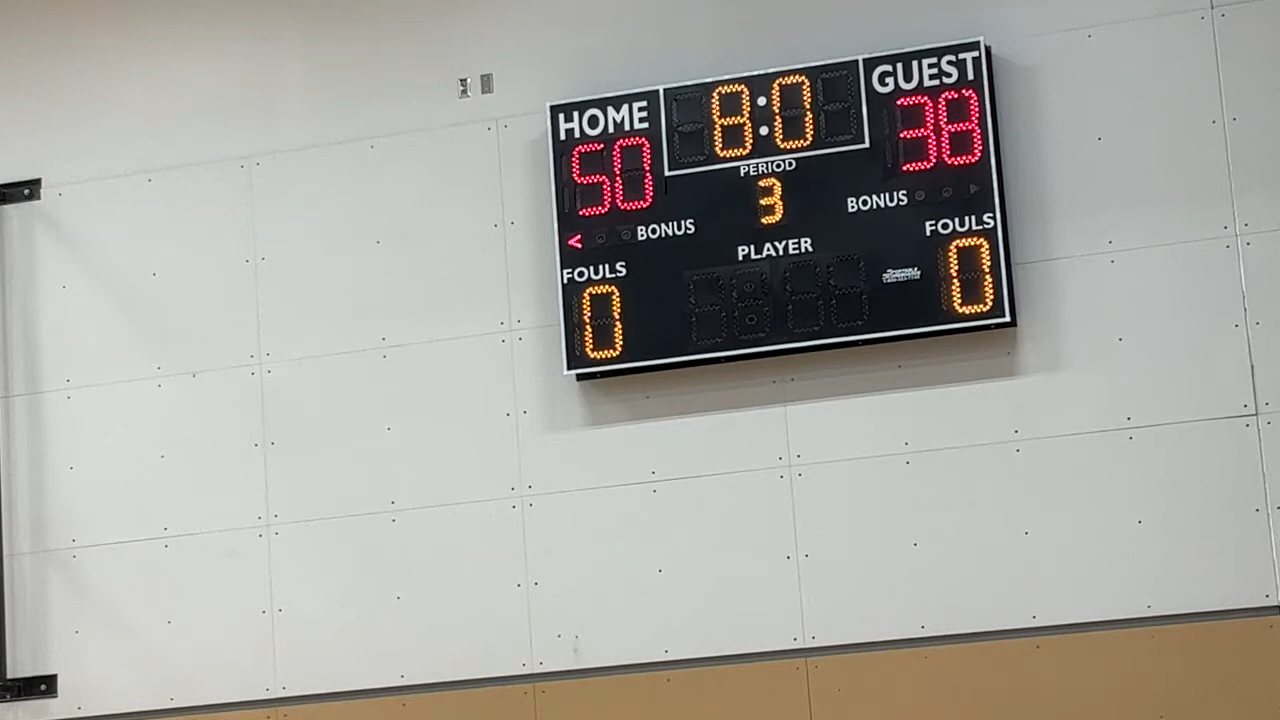 HOME
8:0
GUEST
50
38
PERIOD
3
BONUS
BONUS
<
PLAYER
FOULS
FOULS
0
0